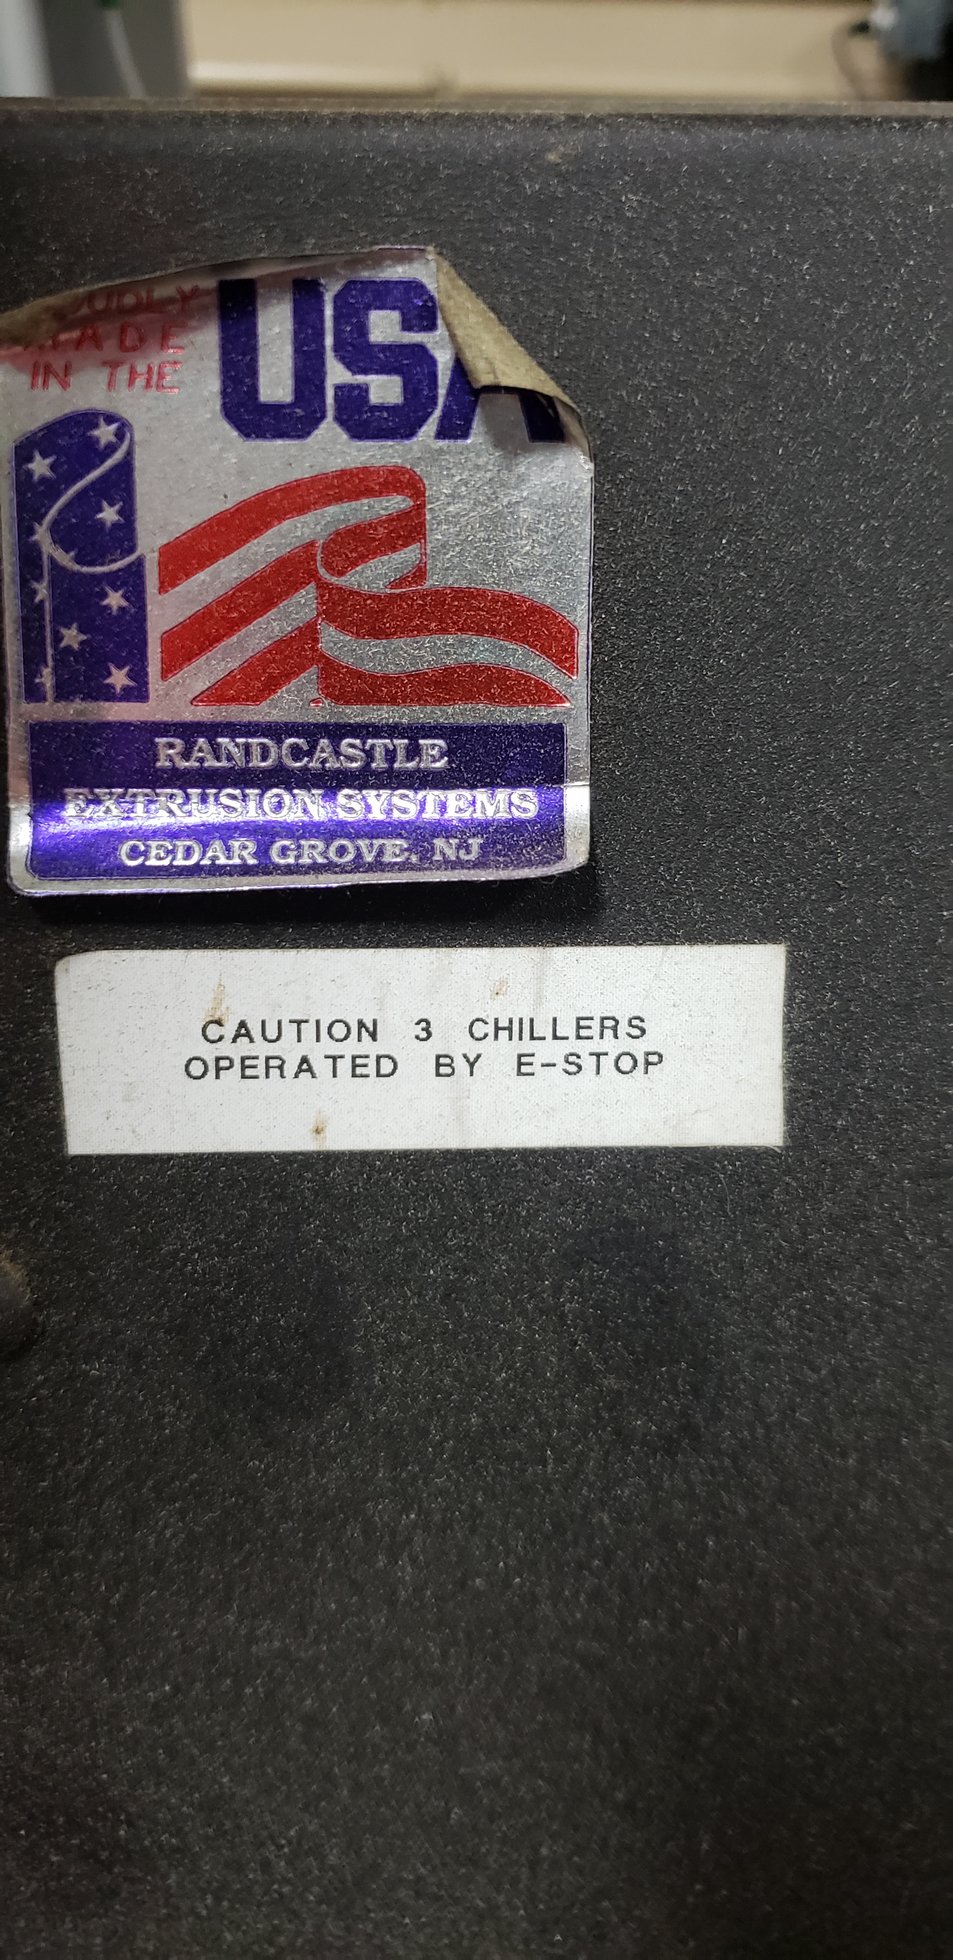 IN THE
USA
RANDCASTLE
EXTRUSION SYSTEMS
CEDAR GROVE, NJ
CAUTION 3 CHILLERS
OPERATED BY E-STOP